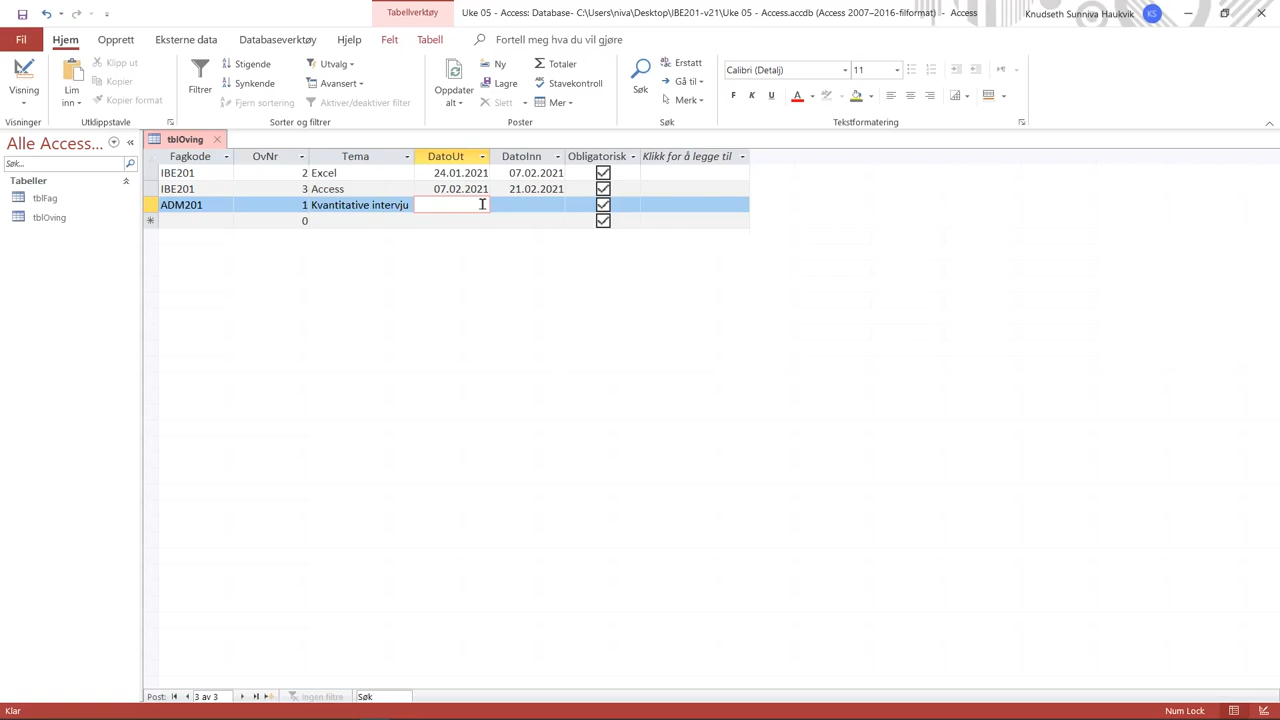 Tabellverktøy
Uke 05 - Access: Database- C:\Users\niva\Desktop\IBE201-v21\Uke 05 - Access.accdb (Access 2007–2016-filformat) - Access
Knudseth Sunniva Haukvik
KS
Fil
Hjem
Opprett
Eksterne data
Databaseverktøy
Hjelp
Felt
Tabell
Fortell meg hva du vil gjøre
Visning
Visninger
Lim inn
Klipp ut
Kopier
Kopier format
Utklippstavle
Filtrer
Stigende
Synkende
Fjern sortering
Utvalg
Avansert
Aktiver/deaktiver filter
Sorter og filtrer
Oppdater alt
Ny
Lagre
Slett
Totaler
Stavekontroll
Mer
Poster
Søk
Erstatt
Gå til
Merk
Søk
Calibri (Detalj)
11
F K U
A
Tekstformatering
Alle Access...
Søk...
Tabeller
tblFag
tblOving
tblOving
Fagkode OvNr Tema DatoUt DatoInn Obligatorisk Klikk for å legge til
IBE201 2 Excel 24.01.2021 07.02.2021
IBE201 3 Access 07.02.2021 21.02.2021
ADM201 1 Kvantitative intervju
0
Post: 3 av 3 Ingen filtre Søk
Klar
Num Lock